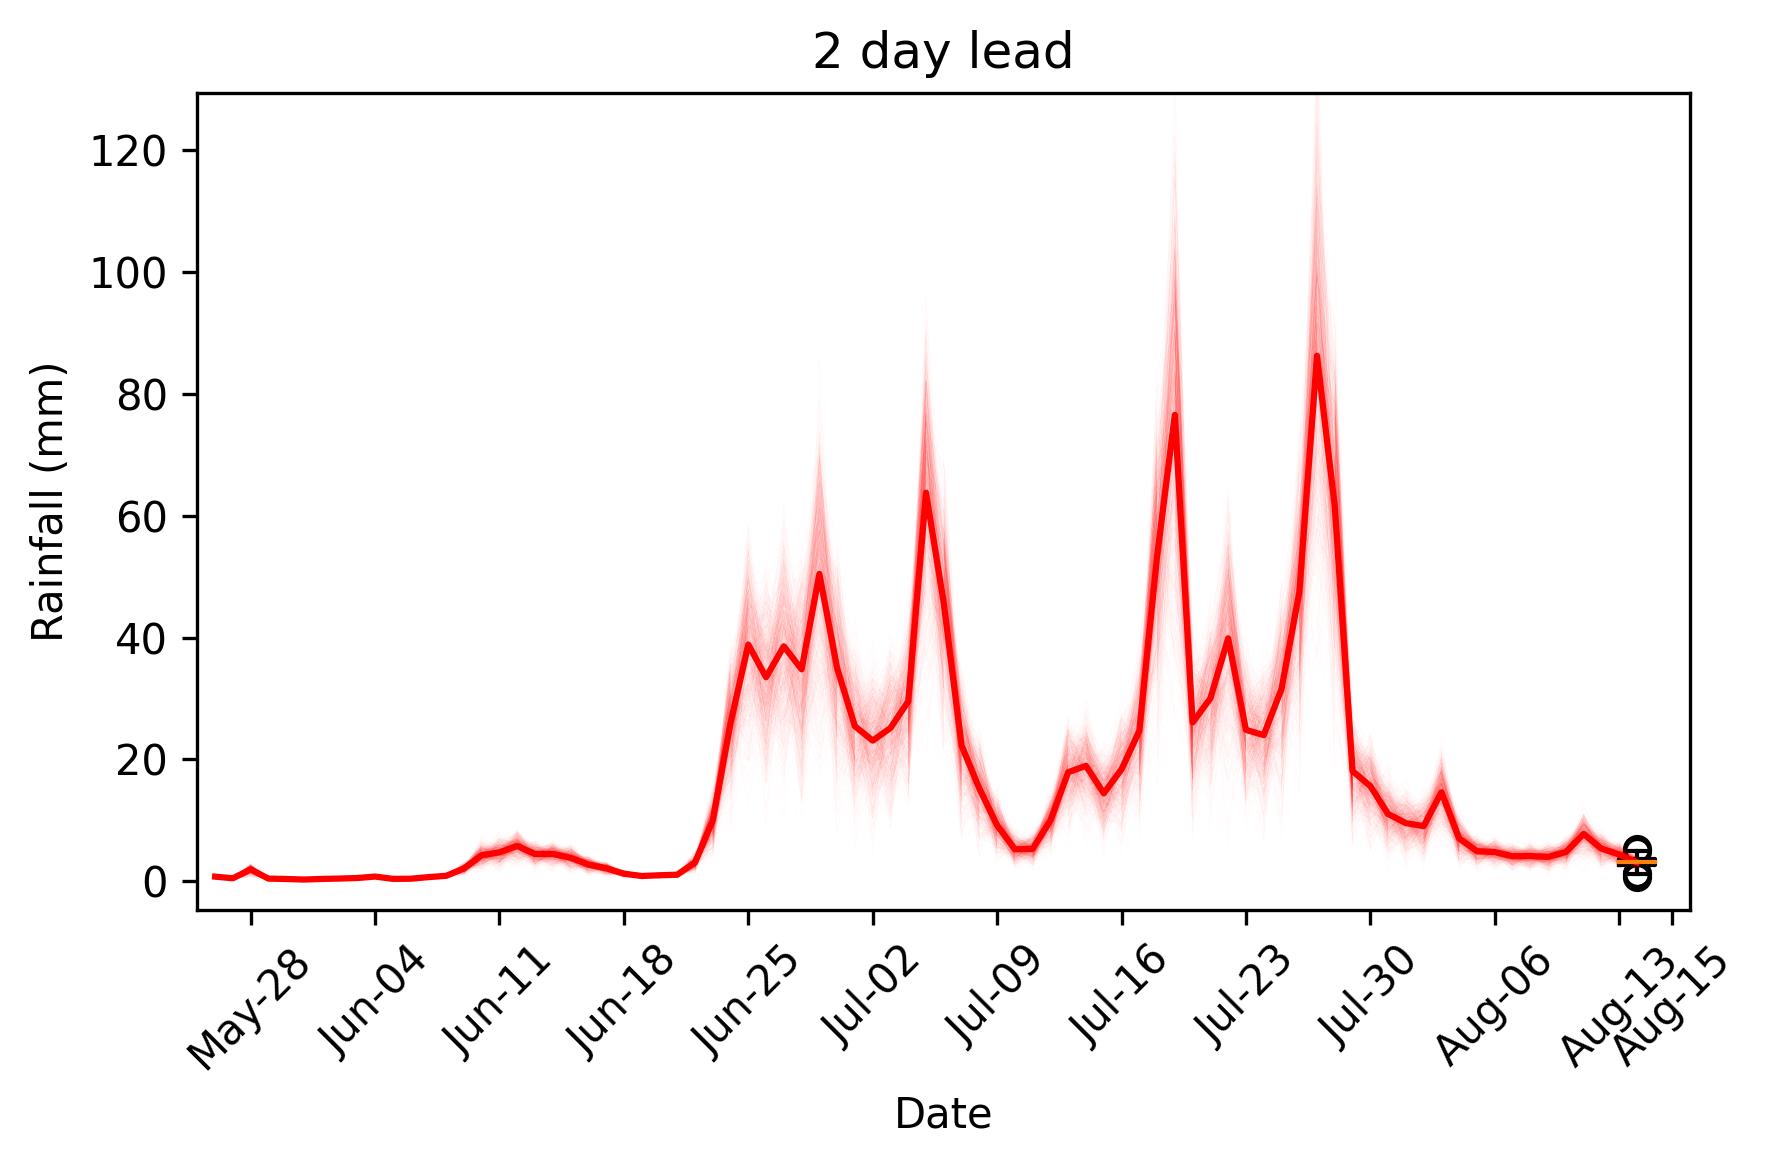 2 day lead
120
100
80
60
40
20
0
Rainfall (mm)
May-28
Jun-04
Jun-11
Jun-18
Jun-25
Jul-02
Jul-09
Jul-16
Jul-23
Jul-30
Aug-06
Aug-13
Aug-15
Date